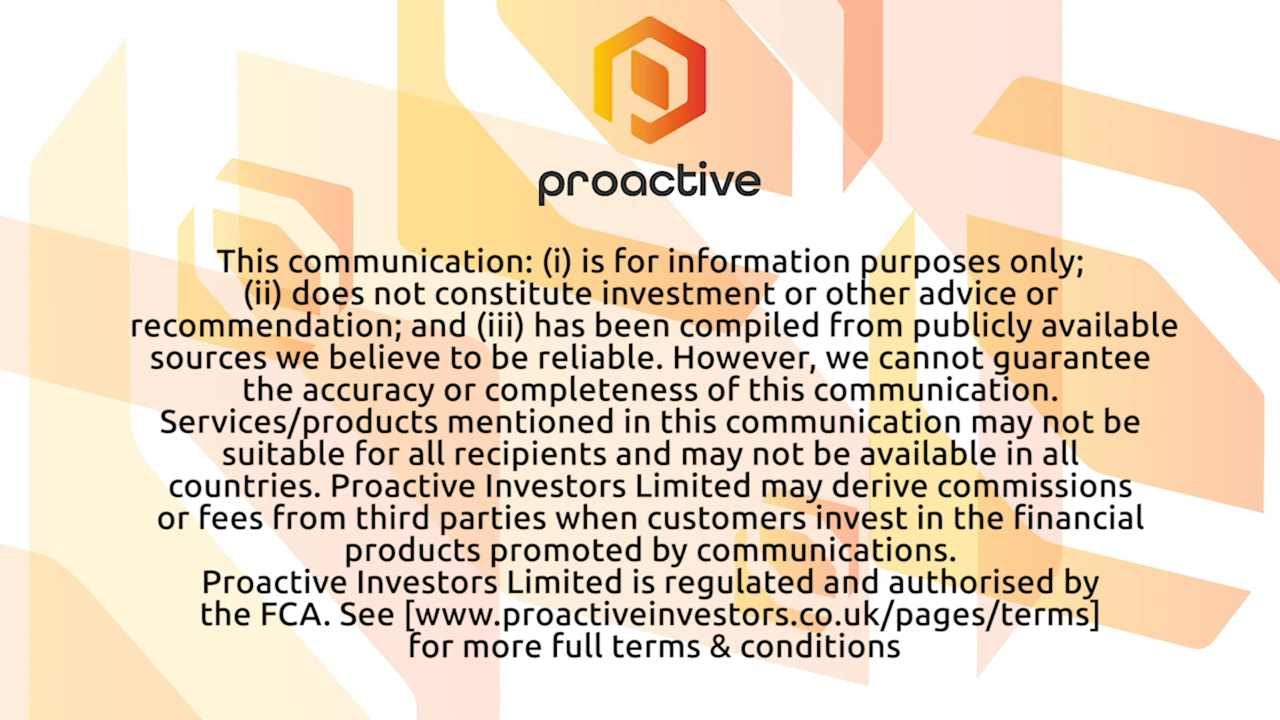 proactive
This communication: (i) is for information purposes only;
(ii) does not constitute investment or other advice or
recommendation; and (iii) has been compiled from publicly available
sources we believe to be reliable. However, we cannot guarantee
the accuracy or completeness of this communication.
Services/products mentioned in this communication may not be
suitable for all recipients and may not be available in all
countries. Proactive Investors Limited may derive commissions
or fees from third parties when customers invest in the financial
products promoted by communications.
Proactive Investors Limited is regulated and authorised by
the FCA. See [www.proactiveinvestors.co.uk/pages/terms]
for more full terms & conditions